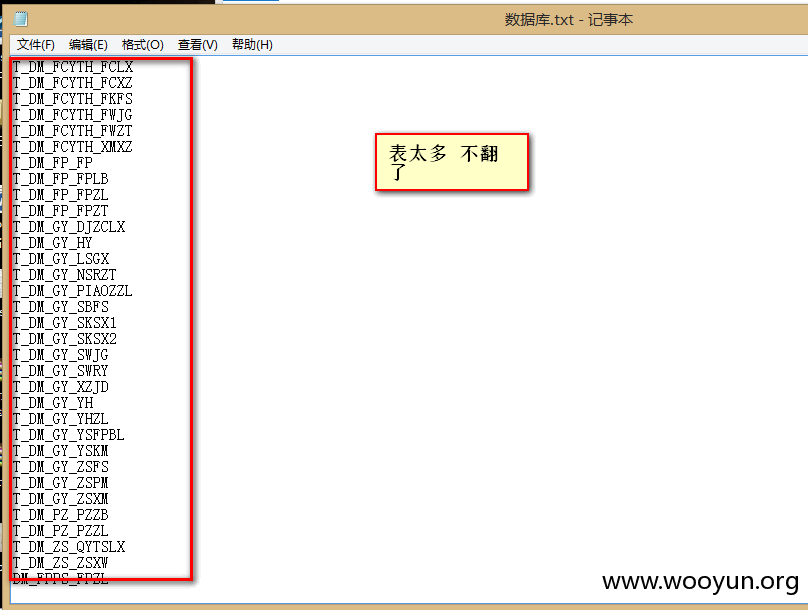 数据库.txt - 记事本
文件(F) 编辑(E) 格式(O) 查看(V) 帮助(H)
T_DM_FCYTH_FCLX
T_DM_FCYTH_FCXZ
T_DM_FCYTH_FKFS
T_DM_FCYTH_FWJG
T_DM_FCYTH_FWZT
T_DM_FCYTH_XMXZ
T_DM_FP_FP
T_DM_FP_FPLB
T_DM_FP_FPZL
T_DM_FP_FPZT
T_DM_GY_DJZCLX
T_DM_GY_HY
T_DM_GY_LSGX
T_DM_GY_NSRZT
T_DM_GY_PIAOZZL
T_DM_GY_SBFS
T_DM_GY_SKSX1
T_DM_GY_SKSX2
T_DM_GY_SWJG
T_DM_GY_SWRY
T_DM_GY_XZJD
T_DM_GY_YH
T_DM_GY_YHZL
T_DM_GY_YSFPBL
T_DM_GY_YSKM
T_DM_GY_ZSFS
T_DM_GY_ZSPM
T_DM_GY_ZSXM
T_DM_PZ_PZZB
T_DM_PZ_PZZL
T_DM_ZS_QYTSLX
T_DM_ZS_ZSXW
DM_FPPS_FPZL
表太多 不翻
了
www.wooyun.org